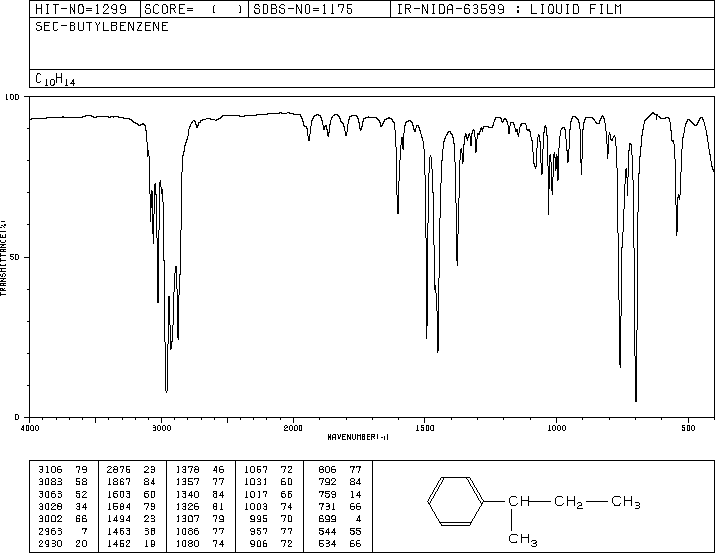 HIT-NO=1299 SCORE= ( ) SDBS-NO=1175 IR-NIDA-63599 : LIQUID FILM
SEC-BUTYLBENZENE
C10H14
100
50
0
TRANSMITTANCE(%)
4000 3000 2000 1500 1000 500
WAVENUMBER(-1)
3106 79 2876 23 1378 46 1067 72 806 77
3083 58 1867 84 1357 77 1031 60 792 84
3063 52 1603 60 1340 84 1017 66 759 14
3028 34 1584 79 1326 81 1003 74 731 66
3002 66 1494 23 1307 79 995 70 699 4
2963 7 1463 38 1086 77 957 77 544 55
2930 20 1452 19 1080 74 906 72 534 66
CH CH2 CH3
CH3